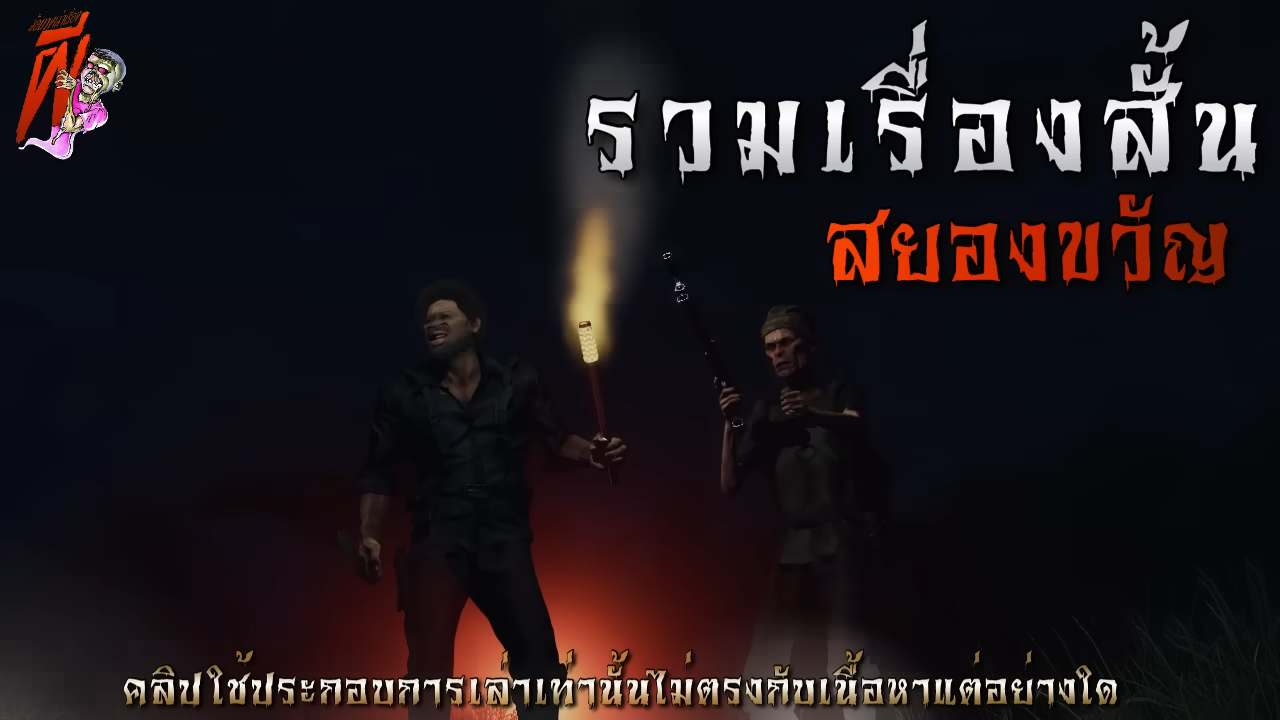 ผี
รวมเรื่องสั้น
สยองขวัญ
คลิปใช้ประกอบการเล่าเท่านั้นไม่ตรงกับเนื้อหาแต่อย่างใด